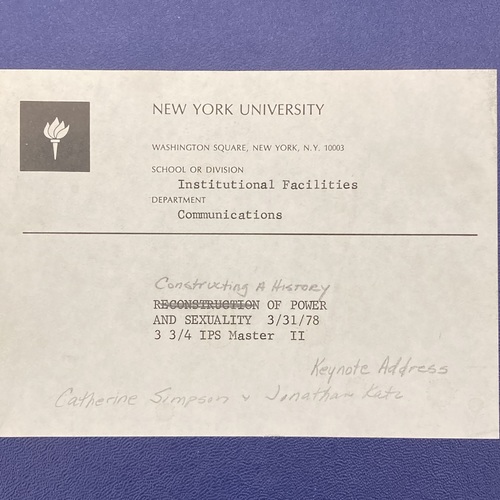 NEW YORK UNIVERSITY
WASHINGTON SQUARE, NEW YORK, N.Y. 10003
SCHOOL OR DIVISION
Institutional Facilities
DEPARTMENT
Communications
Constructing A History
RECONSTRUCTION OF POWER
AND SEXUALITY 3/31/78
3 3/4 IPS Master II
Keynote Address
Catherine Simpson & Jonathan Katz